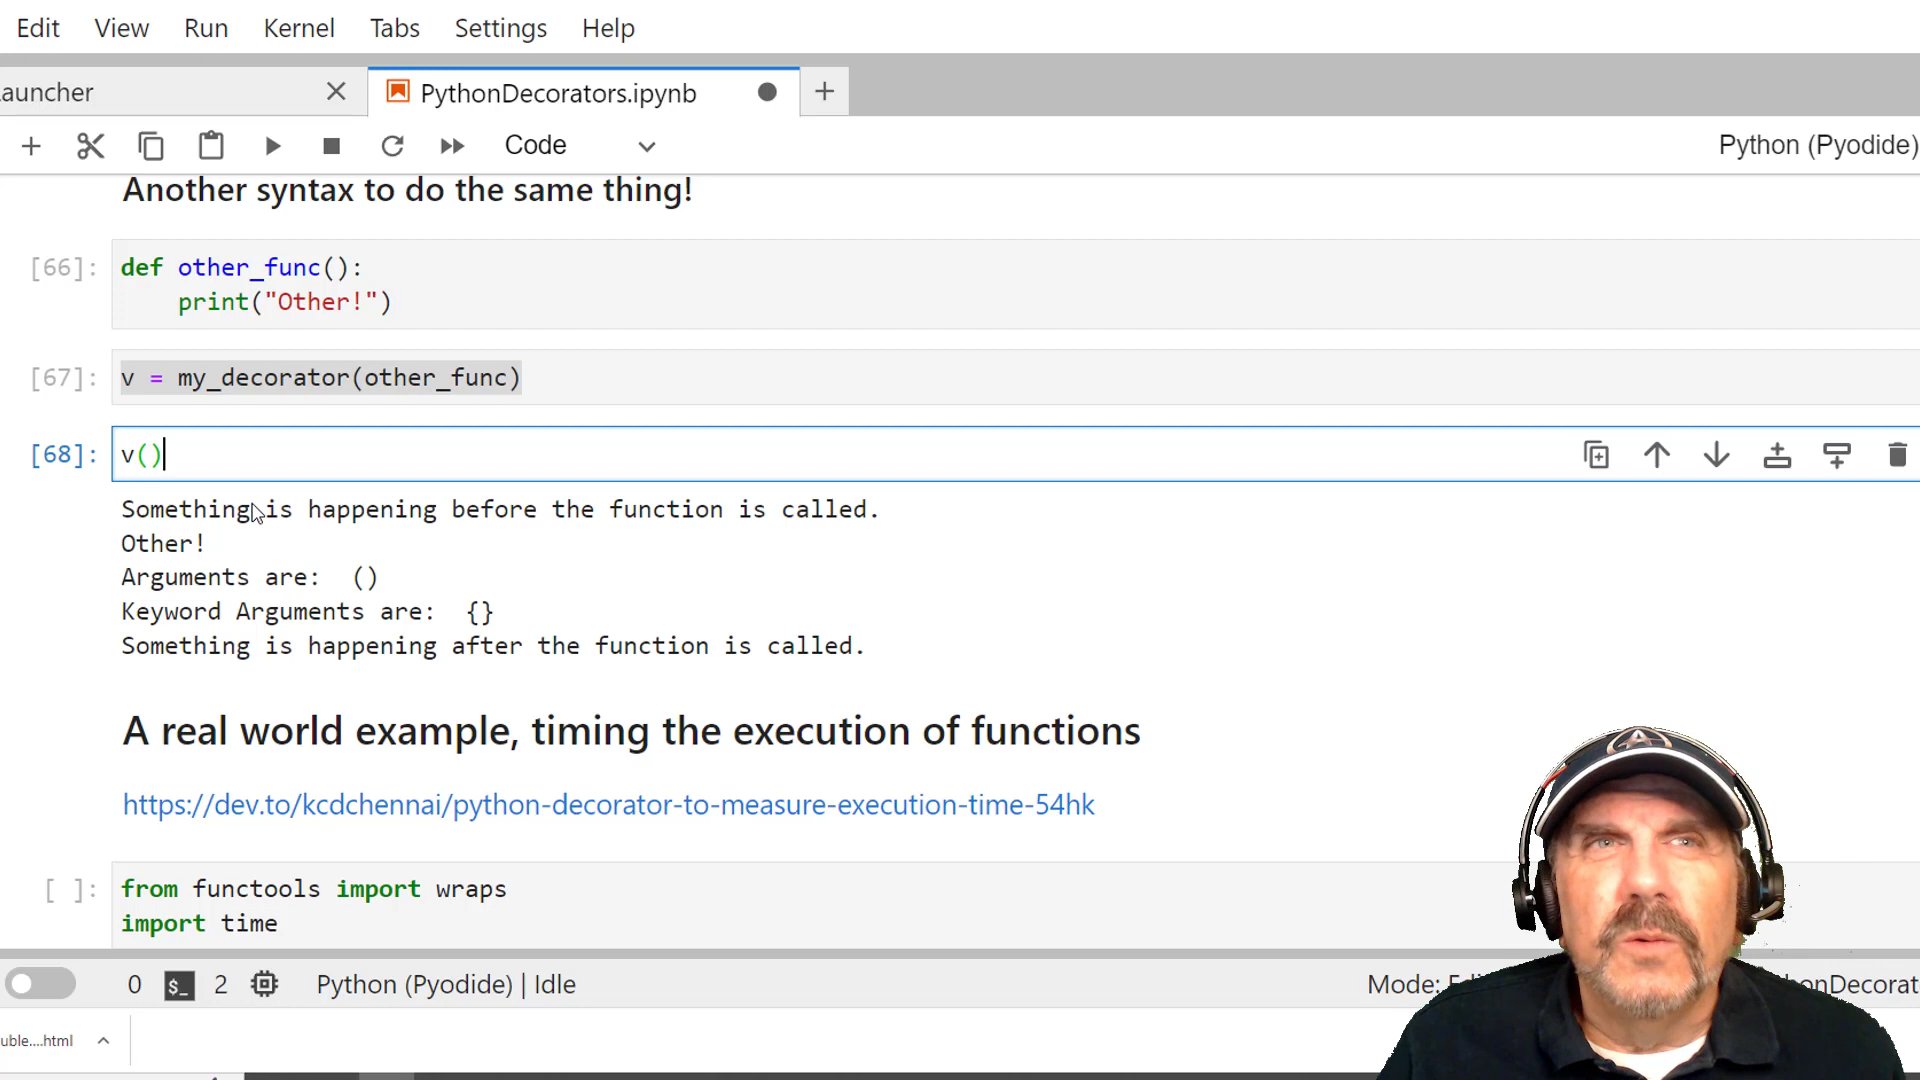 Edit View Run Kernel Tabs Settings Help
auncher PythonDecorators.ipynb
Code Python (Pyodide)
Another syntax to do the same thing!
[66]: def other_func():
print("Other!")
[67]: v = my_decorator(other_func)
[68]: v()
Something is happening before the function is called.
Other!
Arguments are: ()
Keyword Arguments are: {}
Something is happening after the function is called.
A real world example, timing the execution of functions
https://dev.to/kcdchennai/python-decorator-to-measure-execution-time-54hk
[ ]: from functools import wraps
import time
0 $_ 2 Python (Pyodide) | Idle Mode: onDecorat
uble....html